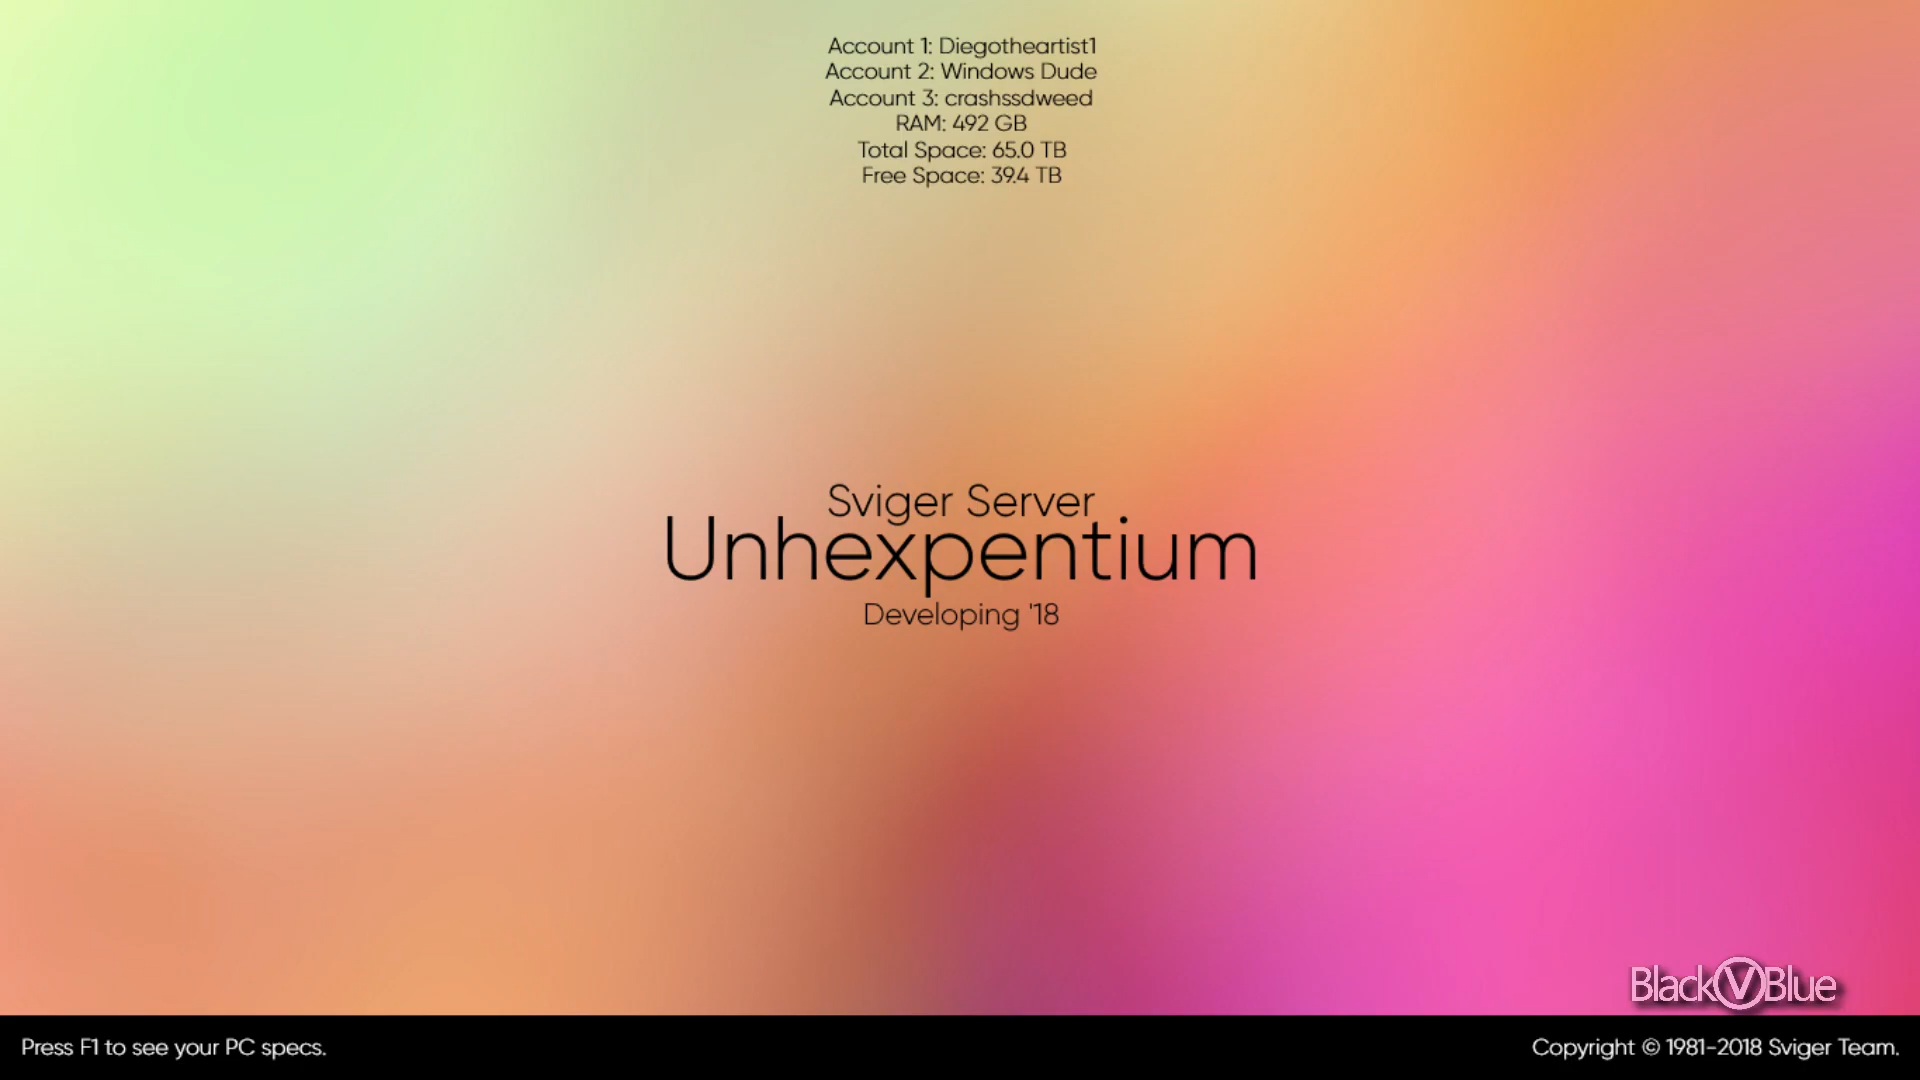 Account 1: Diegotheartist1
Account 2: Windows Dude
Account 3: crashssdweed
RAM: 492 GB
Total Space: 65.0 TB
Free Space: 39.4 TB
Sviger Server
Unhexpentium
Developing '18
BlackVBlue
Press F1 to see your PC specs.
Copyright © 1981-2018 Sviger Team.